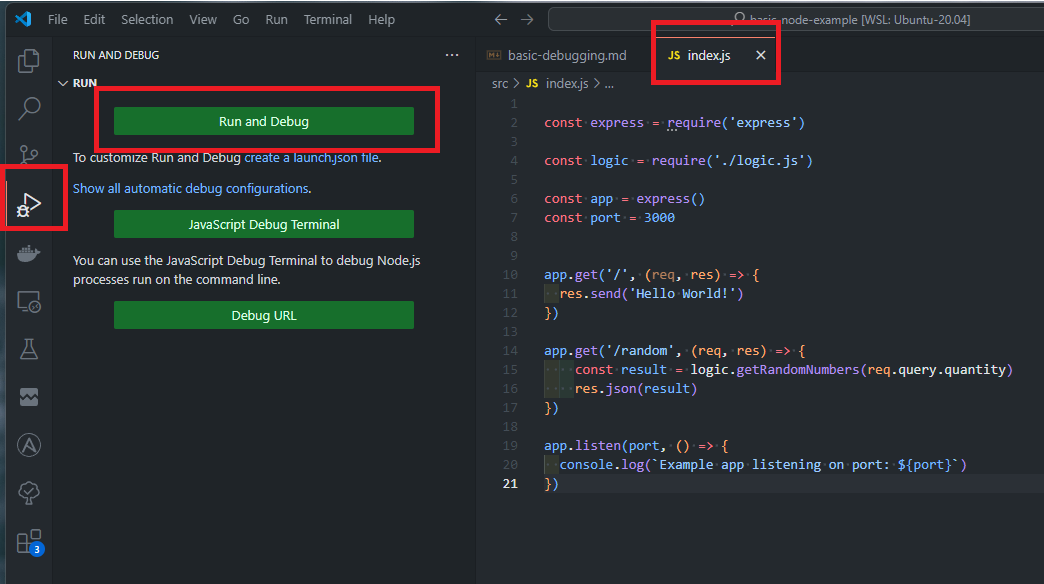 File Edit Selection View Go Run Terminal Help
basic-node-example [WSL: Ubuntu-20.04]
RUN AND DEBUG
RUN
Run and Debug
To customize Run and Debug create a launch.json file.
Show all automatic debug configurations.
JavaScript Debug Terminal
You can use the JavaScript Debug Terminal to debug Node.js
processes run on the command line.
Debug URL
3
basic-debugging.md
JS index.js
src > JS index.js > ...
1
2 const express = require('express')
3
4 const logic = require('./logic.js')
5
6 const app = express()
7 const port = 3000
8
9
10 app.get('/', (req, res) => {
11   res.send('Hello World!')
12 })
13
14 app.get('/random', (req, res) => {
15     const result = logic.getRandomNumbers(req.query.quantity)
16     res.json(result)
17 })
18
19 app.listen(port, () => {
20   console.log(`Example app listening on port: ${port}`)
21 })